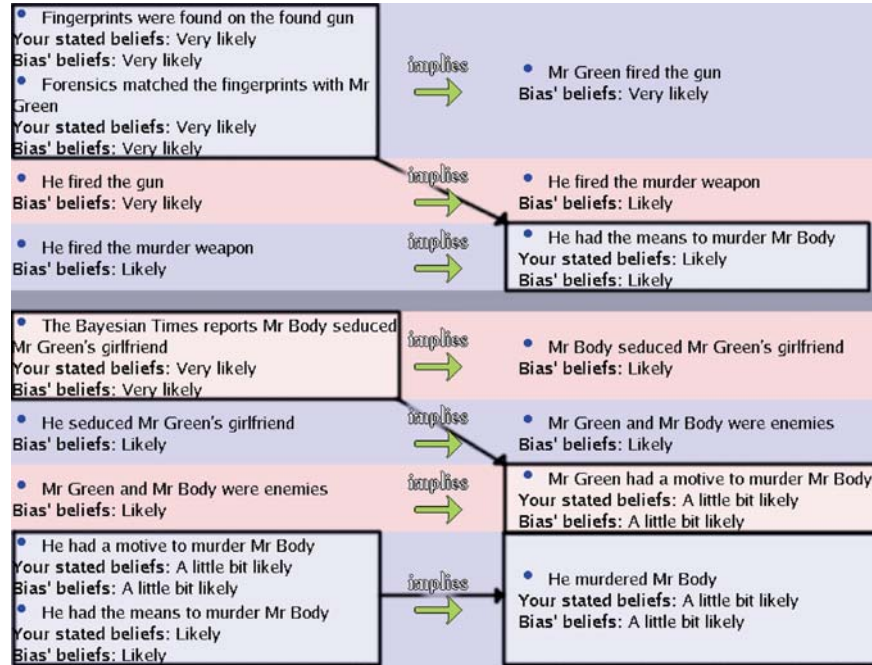 Fingerprints were found on the found gun
Your stated beliefs: Very likely
Bias' beliefs: Very likely
Forensics matched the fingerprints with Mr
Green
Your stated beliefs: Very likely
Bias' beliefs: Very likely
implies
Mr Green fired the gun
Bias' beliefs: Very likely
He fired the gun
Bias' beliefs: Very likely
implies
He fired the murder weapon
Bias' beliefs: Likely
He fired the murder weapon
Bias' beliefs: Likely
implies
He had the means to murder Mr Body
Your stated beliefs: Likely
Bias' beliefs: Likely
The Bayesian Times reports Mr Body seduced
Mr Green's girlfriend
Your stated beliefs: Very likely
Bias' beliefs: Very likely
implies
Mr Body seduced Mr Green's girlfriend
Bias' beliefs: Likely
He seduced Mr Green's girlfriend
Bias' beliefs: Likely
implies
Mr Green and Mr Body were enemies
Bias' beliefs: Likely
Mr Green and Mr Body were enemies
Bias' beliefs: Likely
implies
Mr Green had a motive to murder Mr Body
Your stated beliefs: A little bit likely
Bias' beliefs: A little bit likely
He had a motive to murder Mr Body
Your stated beliefs: A little bit likely
Bias' beliefs: A little bit likely
He had the means to murder Mr Body
Your stated beliefs: Likely
Bias' beliefs: Likely
implies
He murdered Mr Body
Your stated beliefs: A little bit likely
Bias' beliefs: A little bit likely